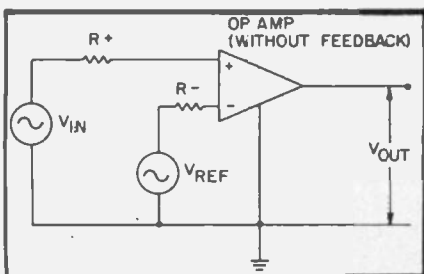 OP AMP
(WITHOUT FEEDBACK)
R+
+
R-
-
VIN
VREF
VOUT